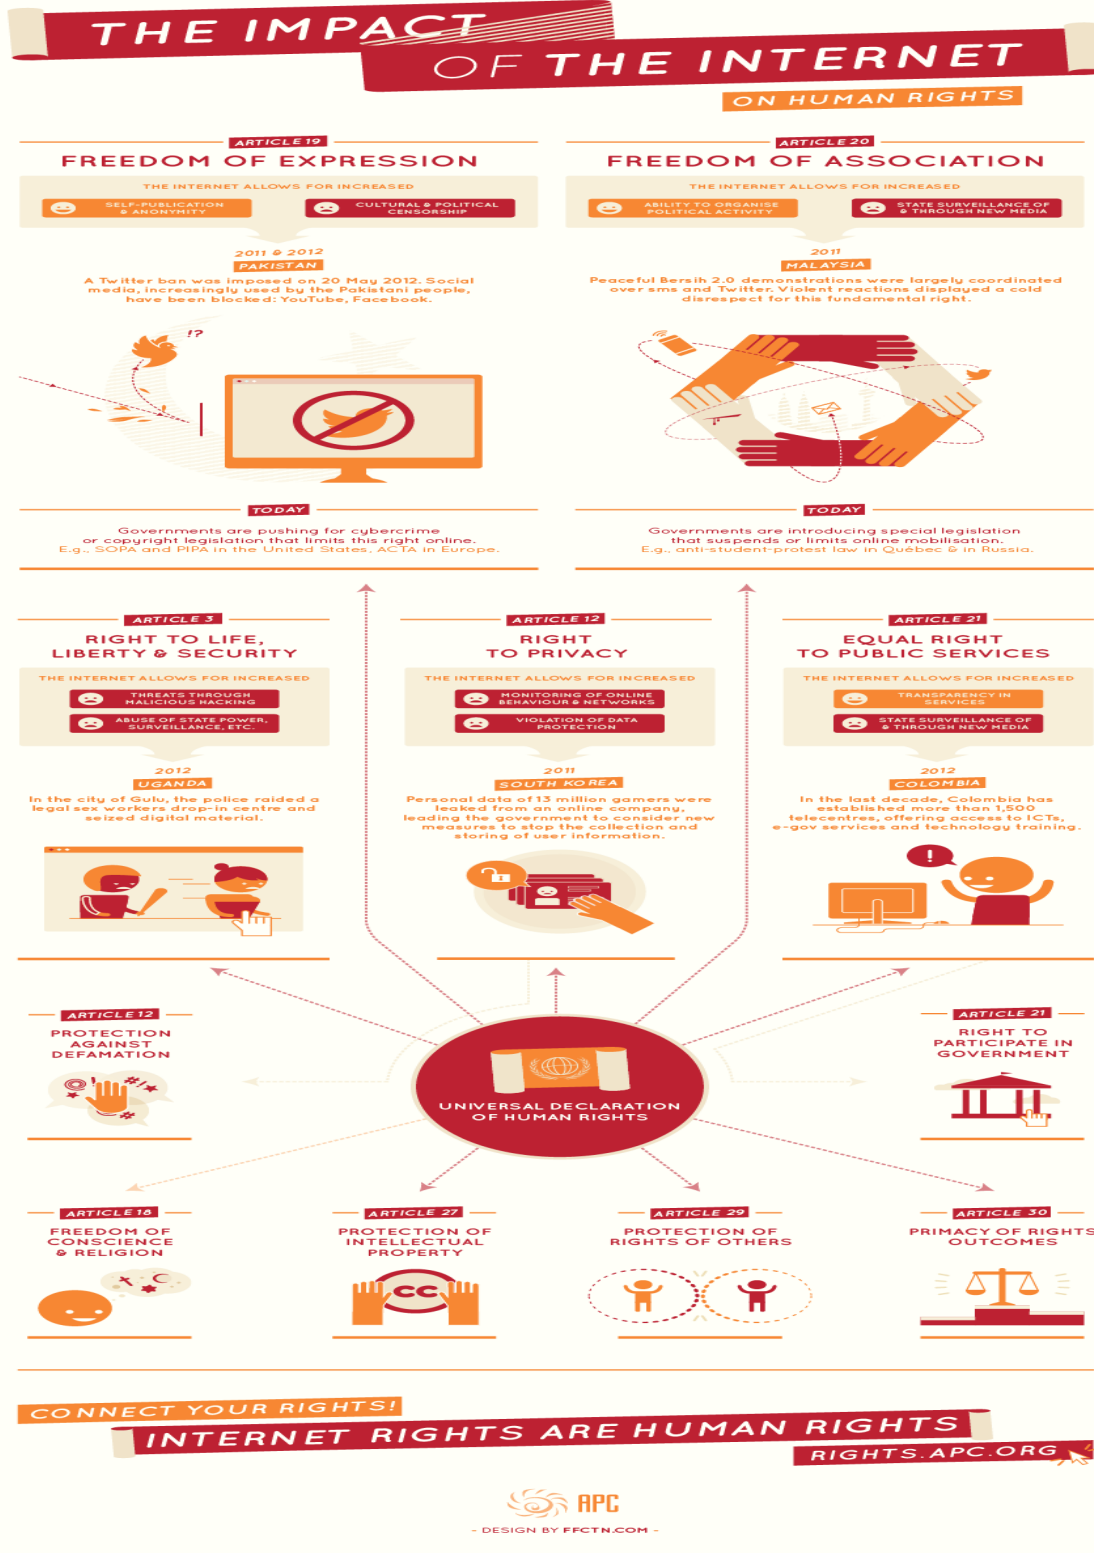 THE IMPACT
OF THE INTERNET
ON HUMAN RIGHTS
ARTICLE 19
FREEDOM OF EXPRESSION
THE INTERNET ALLOWS FOR INCREASED
SELF-PUBLICATION
& ANONYMITY
CULTURAL & POLITICAL
CENSORSHIP
2011 & 2012
PAKISTAN
A Twitter ban was imposed on 20 May 2012. Social
media, increasingly used by the Pakistani people,
have been blocked: YouTube, Facebook.
!?
TODAY
Governments are pushing for cybercrime
or copyright legislation that limits this right online.
E.g., SOPA and PIPA in the United States, ACTA in Europe.
ARTICLE 20
FREEDOM OF ASSOCIATION
THE INTERNET ALLOWS FOR INCREASED
ABILITY TO ORGANISE
POLITICAL ACTIVITY
STATE SURVEILLANCE OF
& THROUGH NEW MEDIA
2011
MALAYSIA
Peaceful Bersih 2.0 demonstrations were largely coordinated
over sms and Twitter. Violent reactions displayed a cold
disrespect for this fundamental right.
TODAY
Governments are introducing special legislation
that suspends or limits online mobilisation.
E.g., anti-student-protest law in Québec & in Russia.
ARTICLE 3
RIGHT TO LIFE,
LIBERTY & SECURITY
THE INTERNET ALLOWS FOR INCREASED
THREATS THROUGH
MALICIOUS HACKING
ABUSE OF STATE POWER,
SURVEILLANCE, ETC.
2012
UGANDA
In the city of Gulu, the police raided a
legal sex workers drop-in centre and
seized digital material.
ARTICLE 12
RIGHT
TO PRIVACY
THE INTERNET ALLOWS FOR INCREASED
MONITORING OF ONLINE
BEHAVIOUR & NETWORKS
VIOLATION OF DATA
PROTECTION
2011
SOUTH KOREA
Personal data of 13 million gamers were
leaked from an online company,
leading the government to consider new
measures to stop the collection and
storing of user information.
ARTICLE 21
EQUAL RIGHT
TO PUBLIC SERVICES
THE INTERNET ALLOWS FOR INCREASED
TRANSPARENCY IN
SERVICES
STATE SURVEILLANCE OF
& THROUGH NEW MEDIA
2012
COLOMBIA
In the last decade, Colombia has
established more than 1,500
telecentres, offering access to ICTs,
e-gov services and technology training.
!
ARTICLE 12
PROTECTION
AGAINST
DEFAMATION
UNIVERSAL DECLARATION
OF HUMAN RIGHTS
ARTICLE 21
RIGHT TO
PARTICIPATE IN
GOVERNMENT
ARTICLE 18
FREEDOM OF
CONSCIENCE
& RELIGION
ARTICLE 27
PROTECTION OF
INTELLECTUAL
PROPERTY
CC
ARTICLE 29
PROTECTION OF
RIGHTS OF OTHERS
ARTICLE 30
PRIMACY OF RIGHTS
OUTCOMES
CONNECT YOUR RIGHTS!
INTERNET RIGHTS ARE HUMAN RIGHTS
RIGHTS.APC.ORG
APC
- DESIGN BY FFCTN.COM -